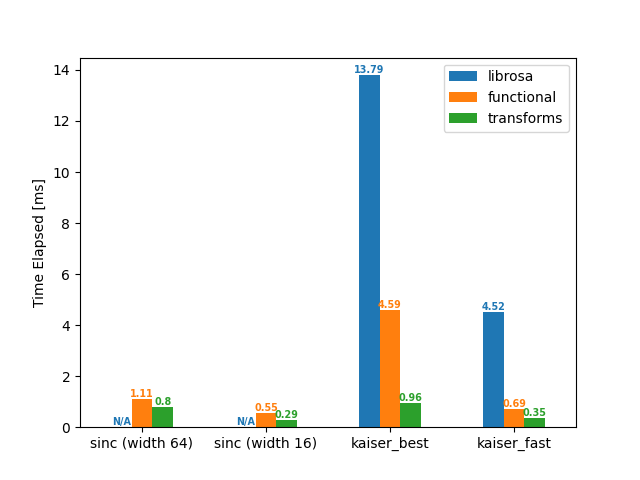 13.79
librosa
functional
transforms
4.59
4.52
1.11
0.8
N/A
0.55
0.29
N/A
0.96
0.69
0.35
Time Elapsed [ms]
14
12
10
8
6
4
2
0
sinc (width 64)
sinc (width 16)
kaiser_best
kaiser_fast